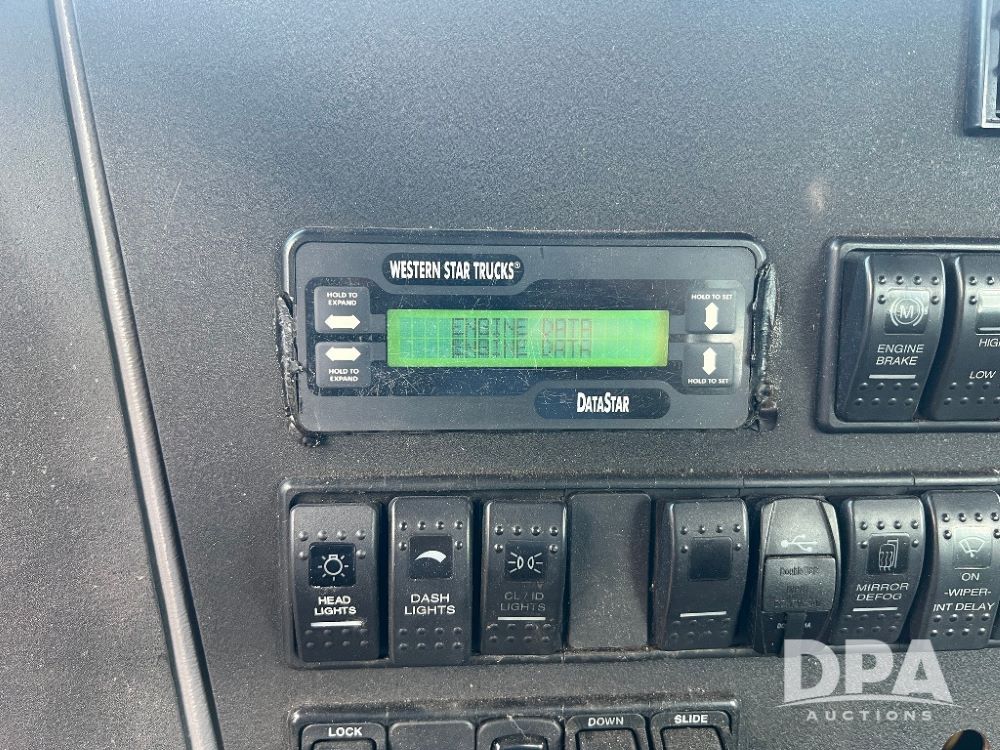 WESTERN STAR TRUCKS®
HOLD TO
EXPAND
HOLD TO SET
ENGINE DATA
ENGINE DATA
HOLD TO
EXPAND
HOLD TO SET
DATASTAR
M
ENGINE
BRAKE
HIGH
LOW
HEAD
LIGHTS
DASH
LIGHTS
CL/ID
LIGHTS
MIRROR
DEFOG
ON
-WIPER-
INT DELAY
LOCK
DOWN
SLIDE
DPA
AUCTIONS